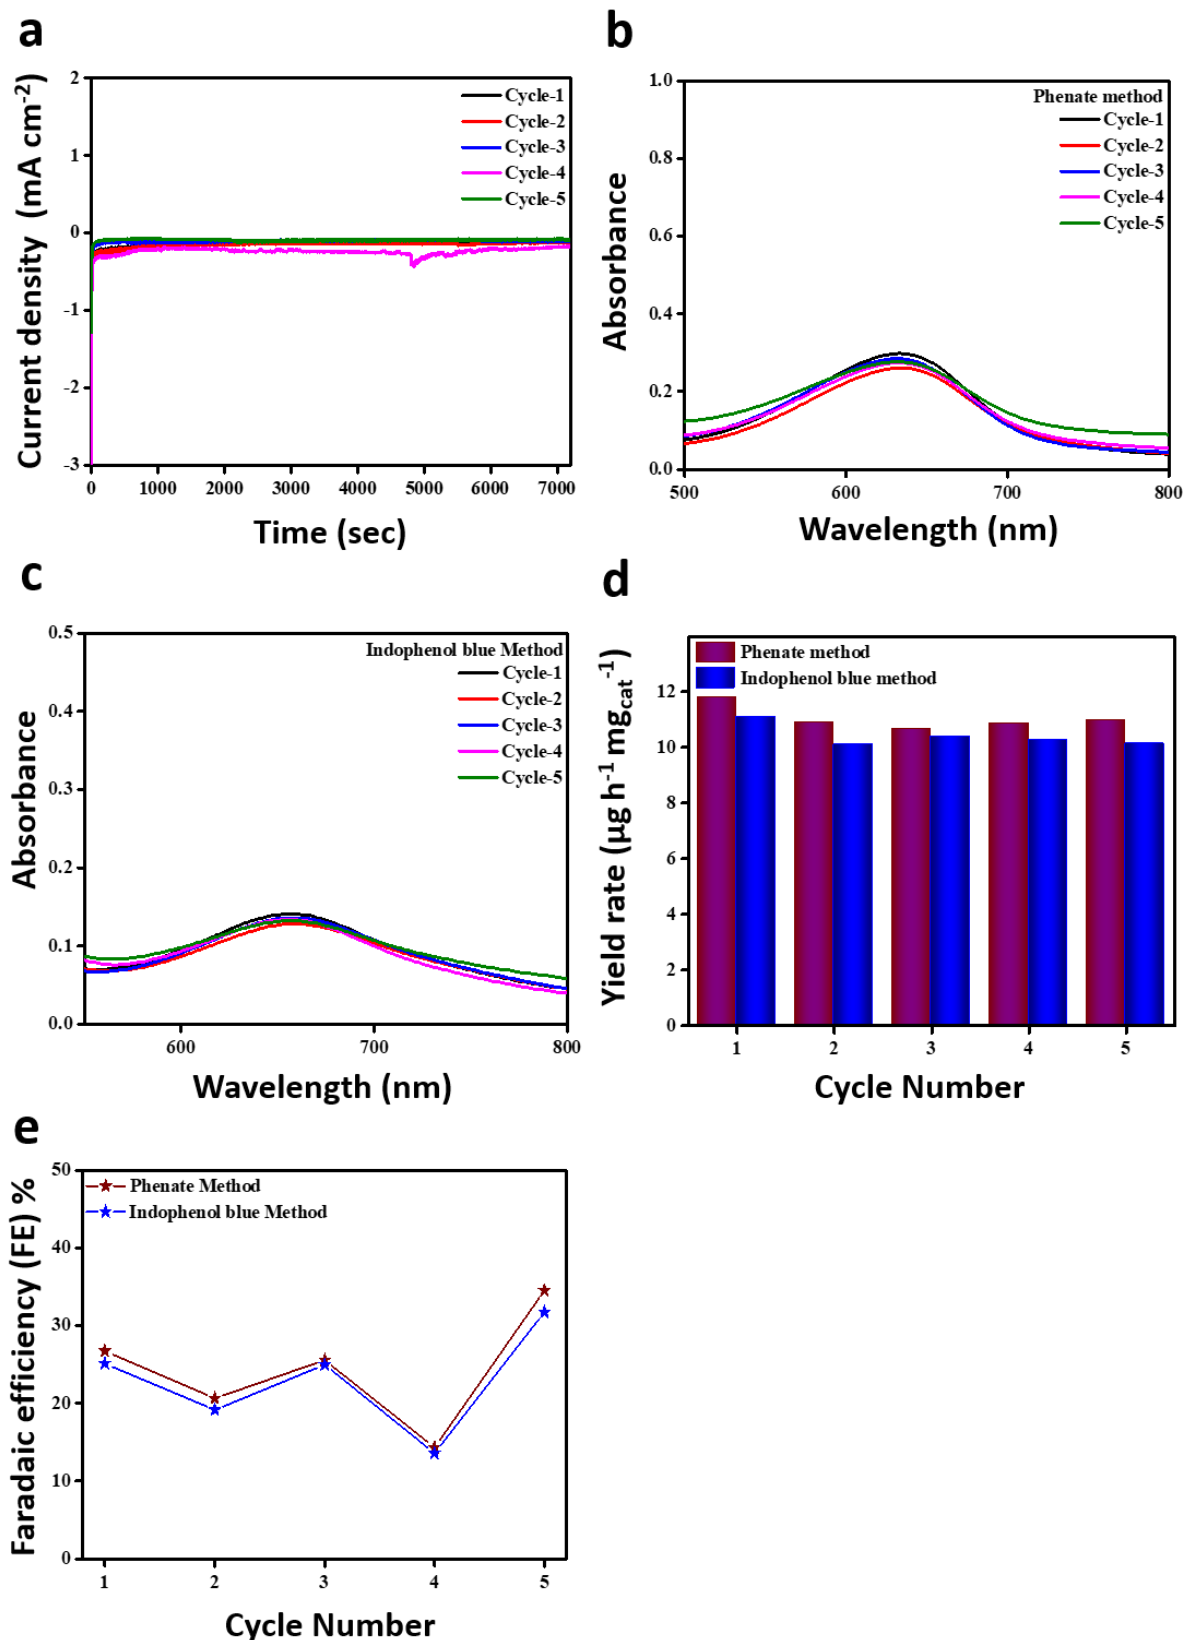 a
Current density (mA cm⁻²)
2
1
0
-1
-2
-3
0 1000 2000 3000 4000 5000 6000 7000
Time (sec)
Cycle-1
Cycle-2
Cycle-3
Cycle-4
Cycle-5
b
Absorbance
1.0
0.8
0.6
0.4
0.2
0.0
500 600 700 800
Wavelength (nm)
Phenate method
Cycle-1
Cycle-2
Cycle-3
Cycle-4
Cycle-5
c
Absorbance
0.5
0.4
0.3
0.2
0.1
0.0
600 700 800
Wavelength (nm)
Indophenol blue Method
Cycle-1
Cycle-2
Cycle-3
Cycle-4
Cycle-5
d
Yield rate (µg h⁻¹ mg_cat⁻¹)
12
10
8
6
4
2
0
1 2 3 4 5
Cycle Number
Phenate method
Indophenol blue method
e
Faradaic efficiency (FE) %
50
40
30
20
10
0
1 2 3 4 5
Cycle Number
Phenate Method
Indophenol blue Method